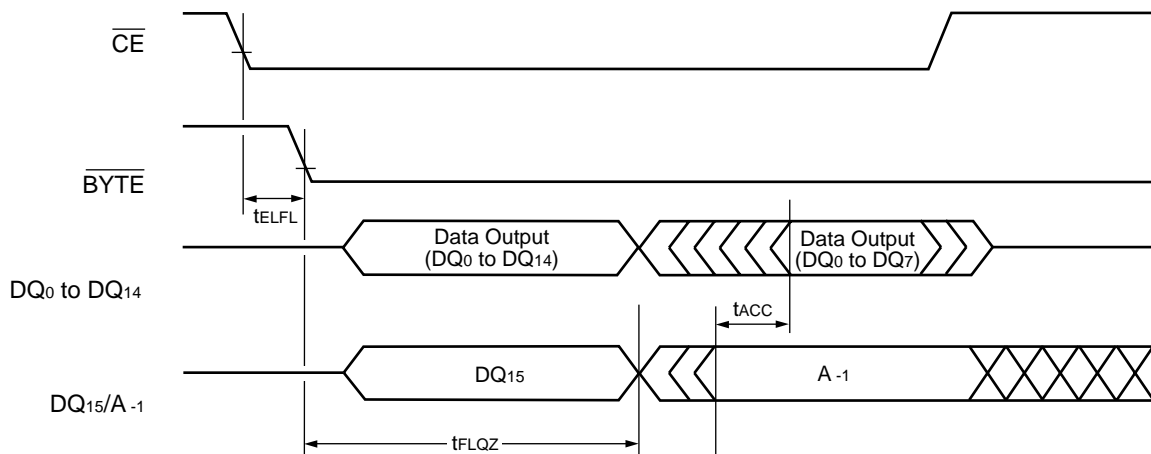 CE
BYTE
tELFL
Data Output
(DQ0 to DQ14)
Data Output
(DQ0 to DQ7)
DQ0 to DQ14
tACC
DQ15
A -1
DQ15/A -1
tFLQZ